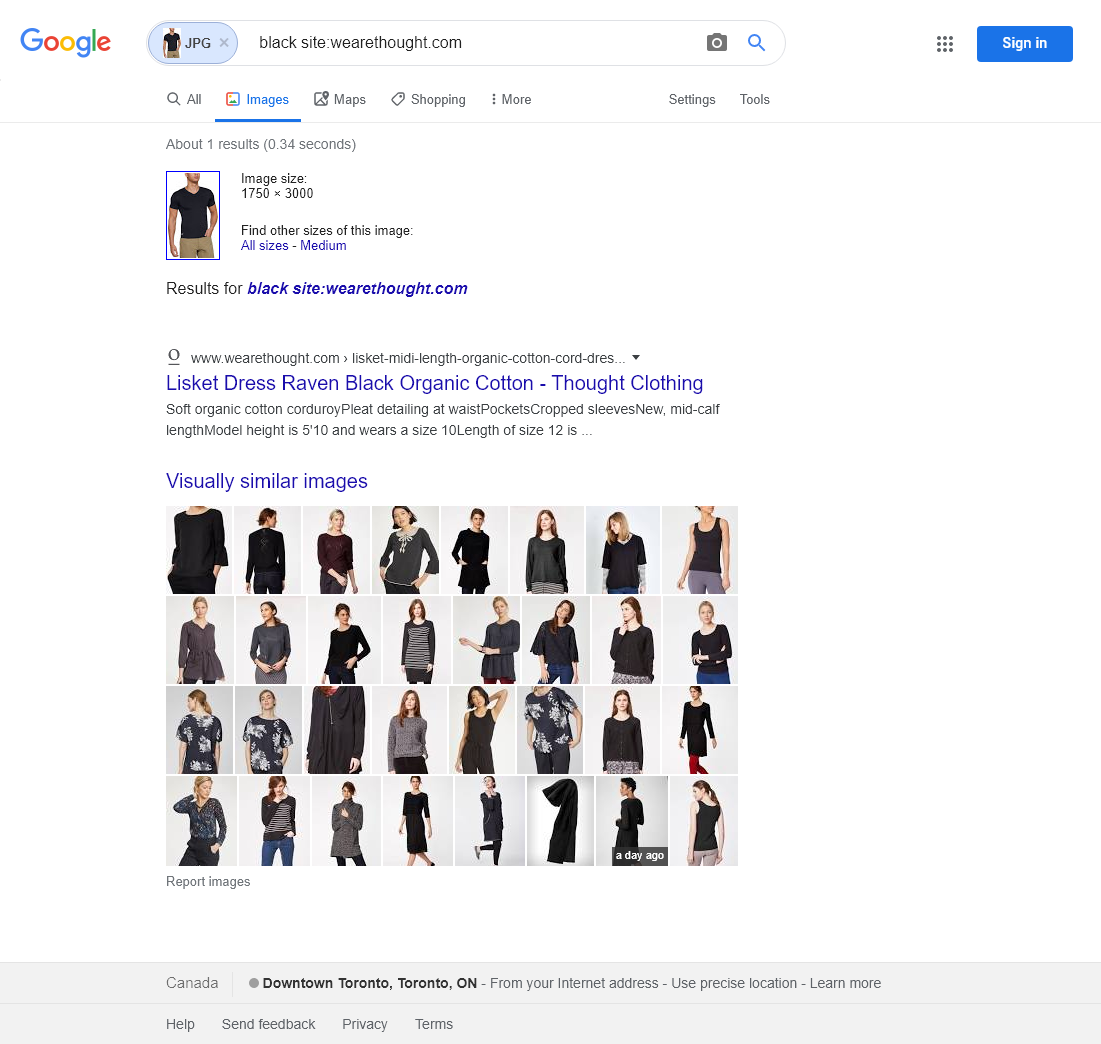 Google
JPG × black site:wearethought.com
Sign in
All Images Maps Shopping More
Settings Tools
About 1 results (0.34 seconds)
Image size:
1750 × 3000
Find other sizes of this image:
All sizes - Medium
Results for black site:wearethought.com
www.wearethought.com › lisket-midi-length-organic-cotton-cord-dres...
Lisket Dress Raven Black Organic Cotton - Thought Clothing
Soft organic cotton corduroyPleat detailing at waistPocketsCropped sleevesNew, mid-calf
lengthModel height is 5'10 and wears a size 10Length of size 12 is ...
Visually similar images
a day ago
Report images
Canada Downtown Toronto, Toronto, ON - From your Internet address - Use precise location - Learn more
Help Send feedback Privacy Terms